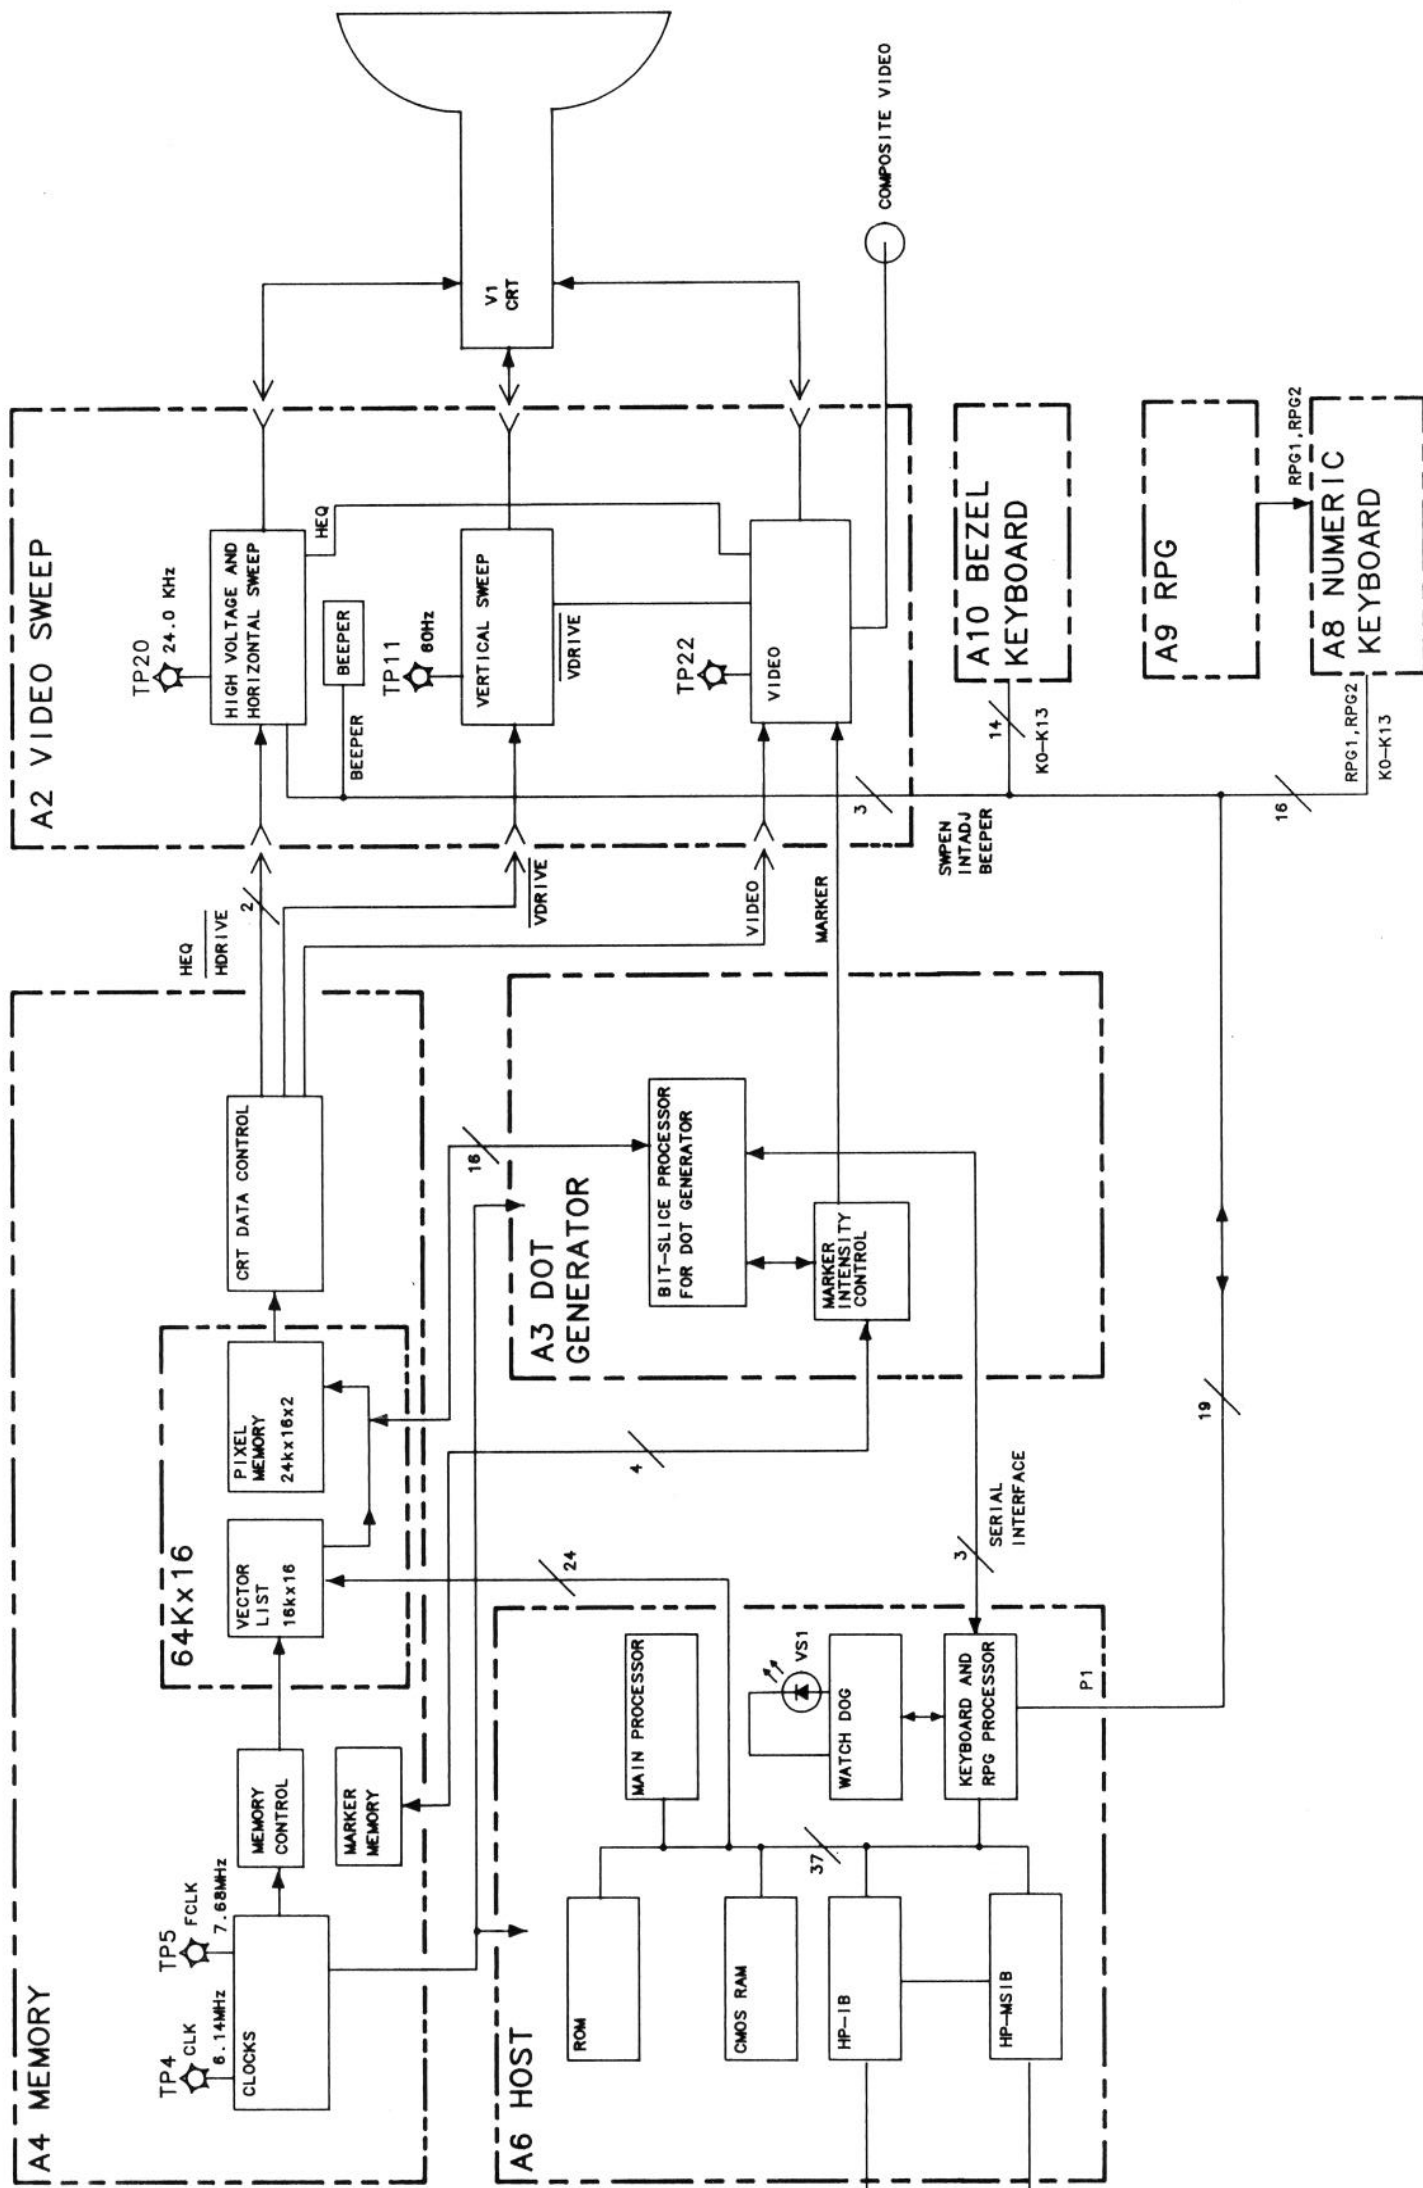 A4 MEMORY
TP4
CLK
6.14MHz
TP5
FCLK
7.68MHz
CLOCKS
MEMORY
CONTROL
MARKER
MEMORY
64Kx16
VECTOR
LIST
16kx16
PIXEL
MEMORY
24kx16x2
CRT DATA CONTROL
HEQ
HDRIVE
2
VDRIVE
VIDEO
MARKER
A2 VIDEO SWEEP
TP20
24.0 KHz
HIGH VOLTAGE AND
HORIZONTAL SWEEP
HEQ
BEEPER
BEEPER
TP11
60Hz
VERTICAL SWEEP
VDRIVE
TP22
VIDEO
3
V1
CRT
COMPOSITE VIDEO
A6 HOST
ROM
CMOS RAM
HP-IB
HP-MSIB
37
24
MAIN PROCESSOR
WATCH DOG
VS1
KEYBOARD AND
RPG PROCESSOR
P1
3
SERIAL
INTERFACE
4
16
A3 DOT
GENERATOR
BIT-SLICE PROCESSOR
FOR DOT GENERATOR
MARKER
INTENSITY
CONTROL
19
SWPEN
INTADJ
BEEPER
14
K0-K13
A10 BEZEL
KEYBOARD
A9 RPG
RPG1,RPG2
16
RPG1,RPG2
K0-K13
A8 NUMERIC
KEYBOARD